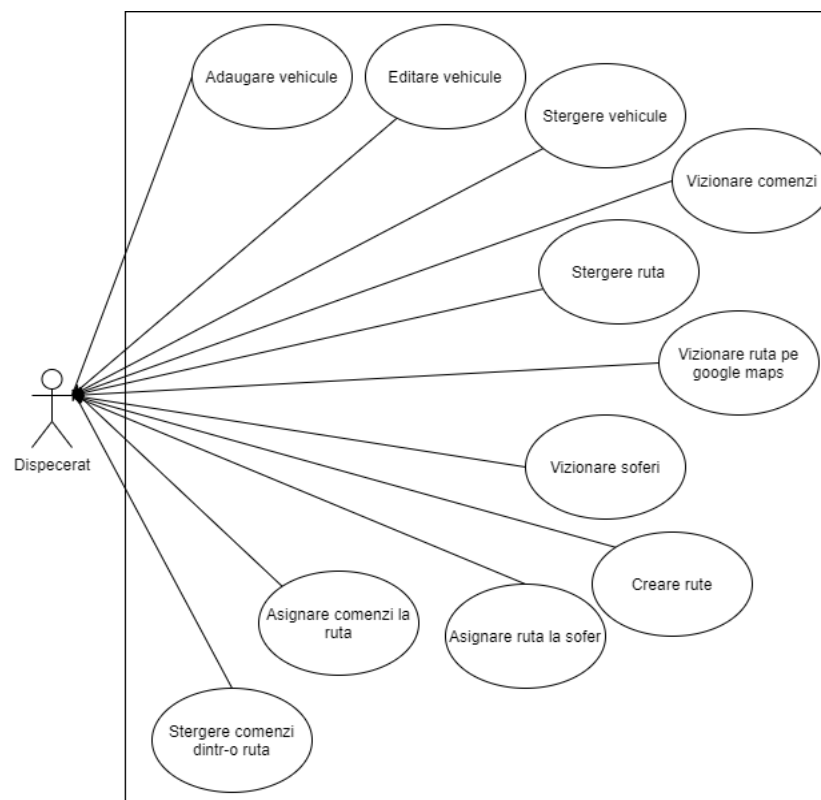 Adaugare vehicule
Editare vehicule
Stergere vehicule
Vizionare comenzi
Stergere ruta
Vizionare ruta pe
google maps
Dispecerat
Vizionare soferi
Creare rute
Asignare comenzi la
ruta
Asignare ruta la sofer
Stergere comenzi
dintr-o ruta